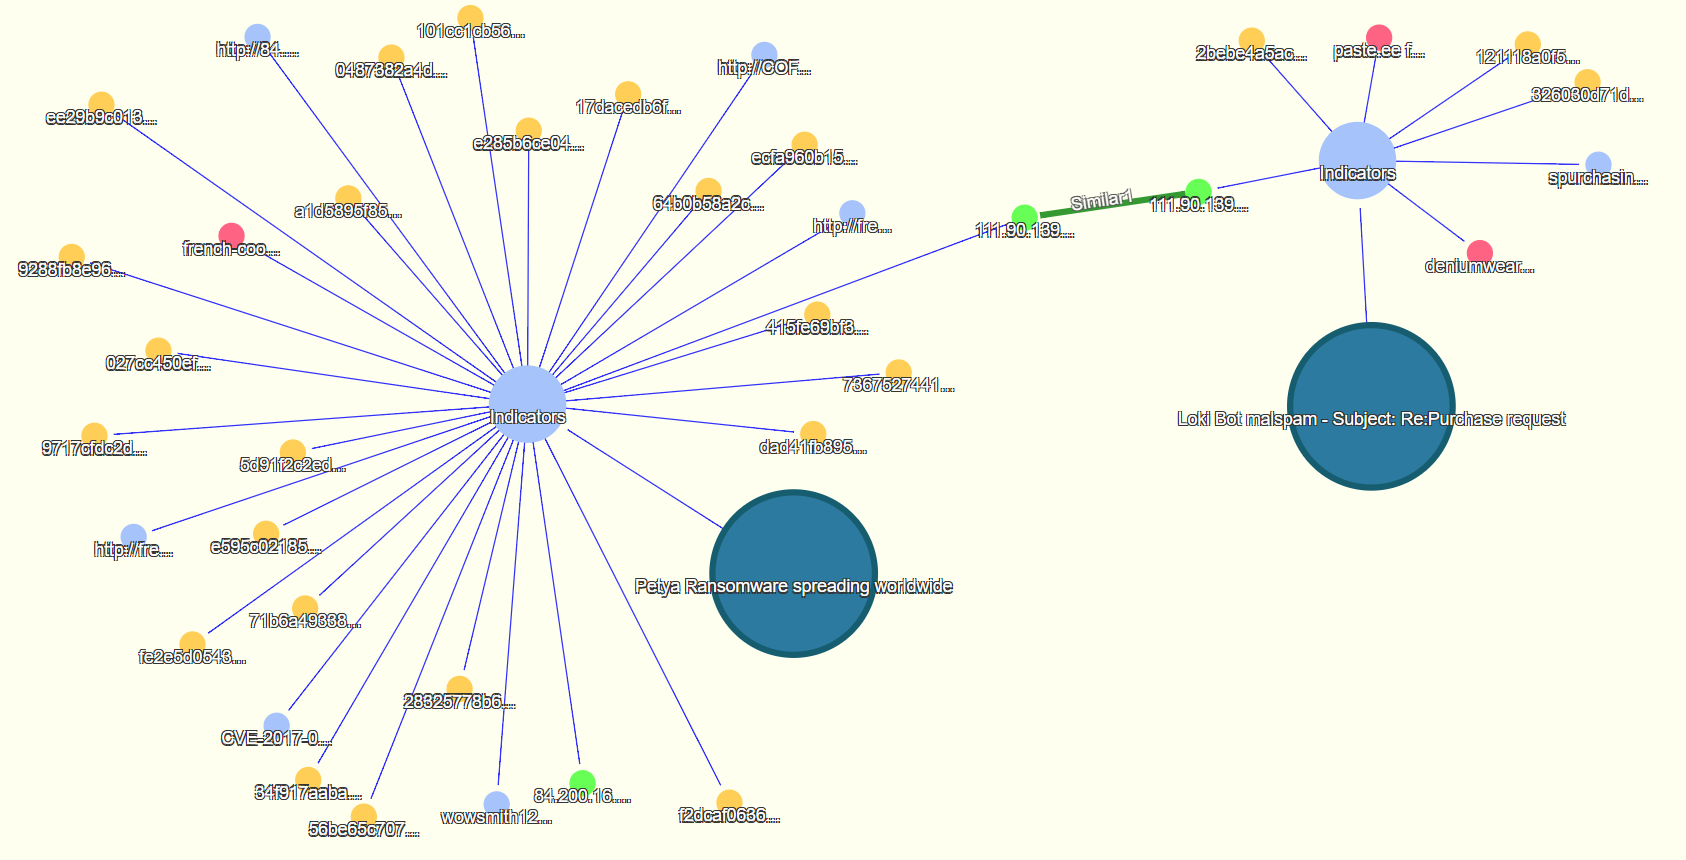 101cc1cb56...
http://84....
0487382a4d...
2bebe4a5ac...
paste.ee f...
121118a0f5...
http://COF...
17dacedb6f...
326030d71d...
ee29b9c013...
e285b6ce04...
ecfa960b15...
Indicators
spurchasin...
a1d5895f85...
64b0b58a2c...
Similar1
111.90.139....
french-coo...
http://fre...
111.90.139....
9288fb8e96...
deniumwear...
415fe69bf3...
027cc450ef...
7367527441...
Indicators
Loki Bot malspam - Subject: Re:Purchase request
9717cfdc2d...
5d91f2c2ed...
dad41fb895...
http://fre...
e595c02185...
Petya Ransomware spreading worldwide
71b6a49338...
fe2e5d0543...
28325778b6...
CVE-2017-0...
34f917aaba...
84.200.16....
56be65c707...
wowsmith12...
f2dcaf0636...